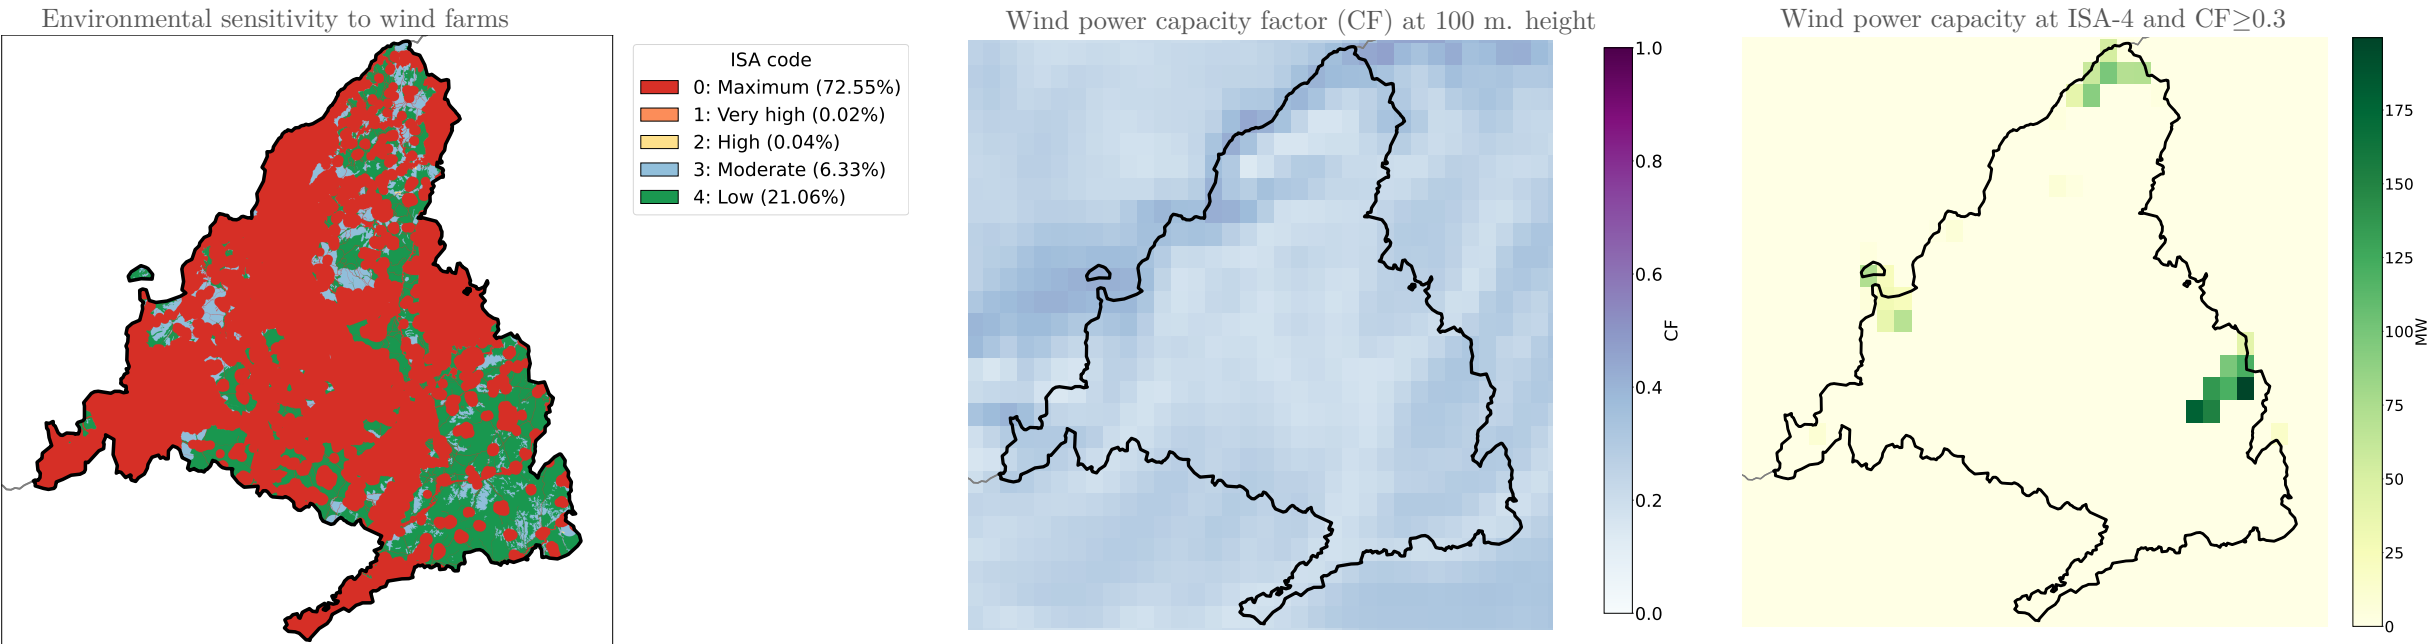 Environmental sensitivity to wind farms
ISA code
0: Maximum (72.55%)
1: Very high (0.02%)
2: High (0.04%)
3: Moderate (6.33%)
4: Low (21.06%)
Wind power capacity factor (CF) at 100 m. height
1.0
0.8
0.6
0.4
0.2
0.0
CF
Wind power capacity at ISA-4 and CF≥0.3
175
150
125
100
75
50
25
0
MW